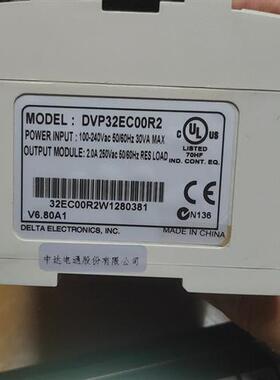 MODEL : DVP32EC00R2
POWER INPUT : 100-240Vac 50/60Hz 30VA MAX
OUTPUT MODULE: 2.0A 250Vac 50/60Hz RES LOAD
C UL US
LISTED
70HF
IND. CONT. EQ.
32EC00R2W1280381
V6.80A1
N136
DELTA ELECTRONICS, INC.
MADE IN CHINA
中达电通股份有限公司